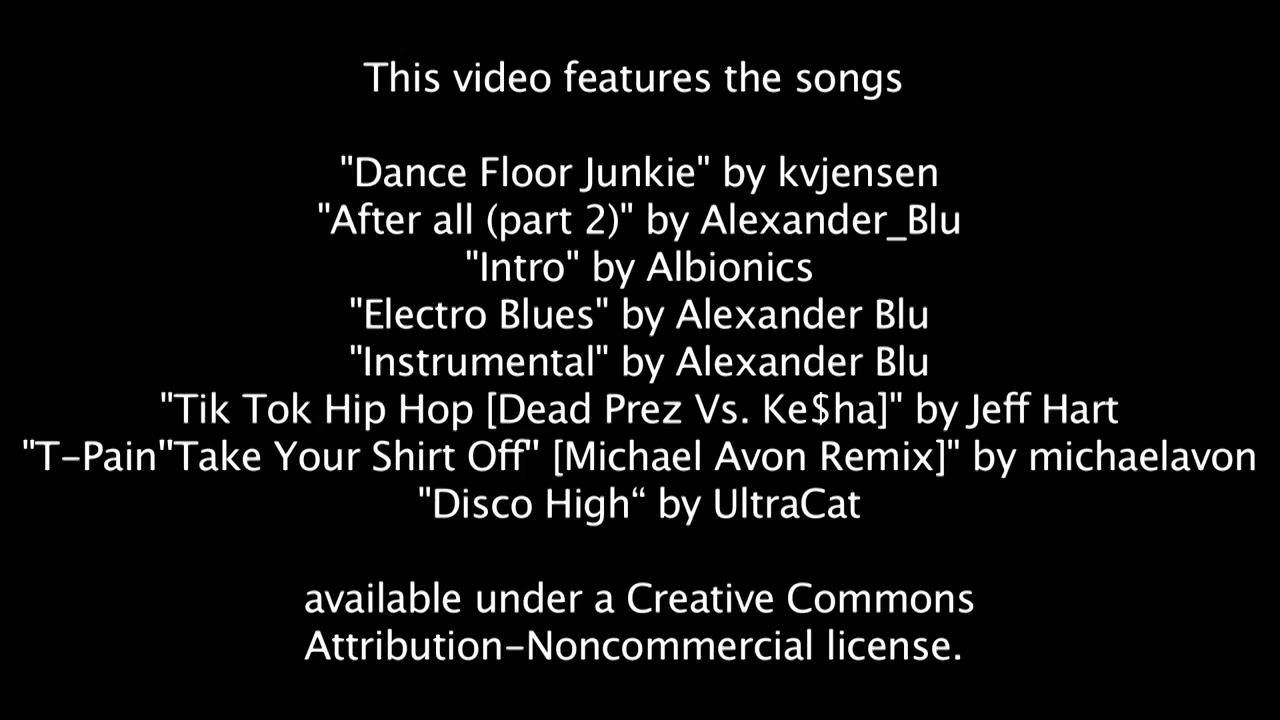 This video features the songs
"Dance Floor Junkie" by kvjensen
"After all (part 2)" by Alexander_Blu
"Intro" by Albionics
"Electro Blues" by Alexander Blu
"Instrumental" by Alexander Blu
"Tik Tok Hip Hop [Dead Prez Vs. Ke$ha]" by Jeff Hart
"T-Pain"Take Your Shirt Off" [Michael Avon Remix]" by michaelavon
"Disco High“ by UltraCat
available under a Creative Commons
Attribution-Noncommercial license.